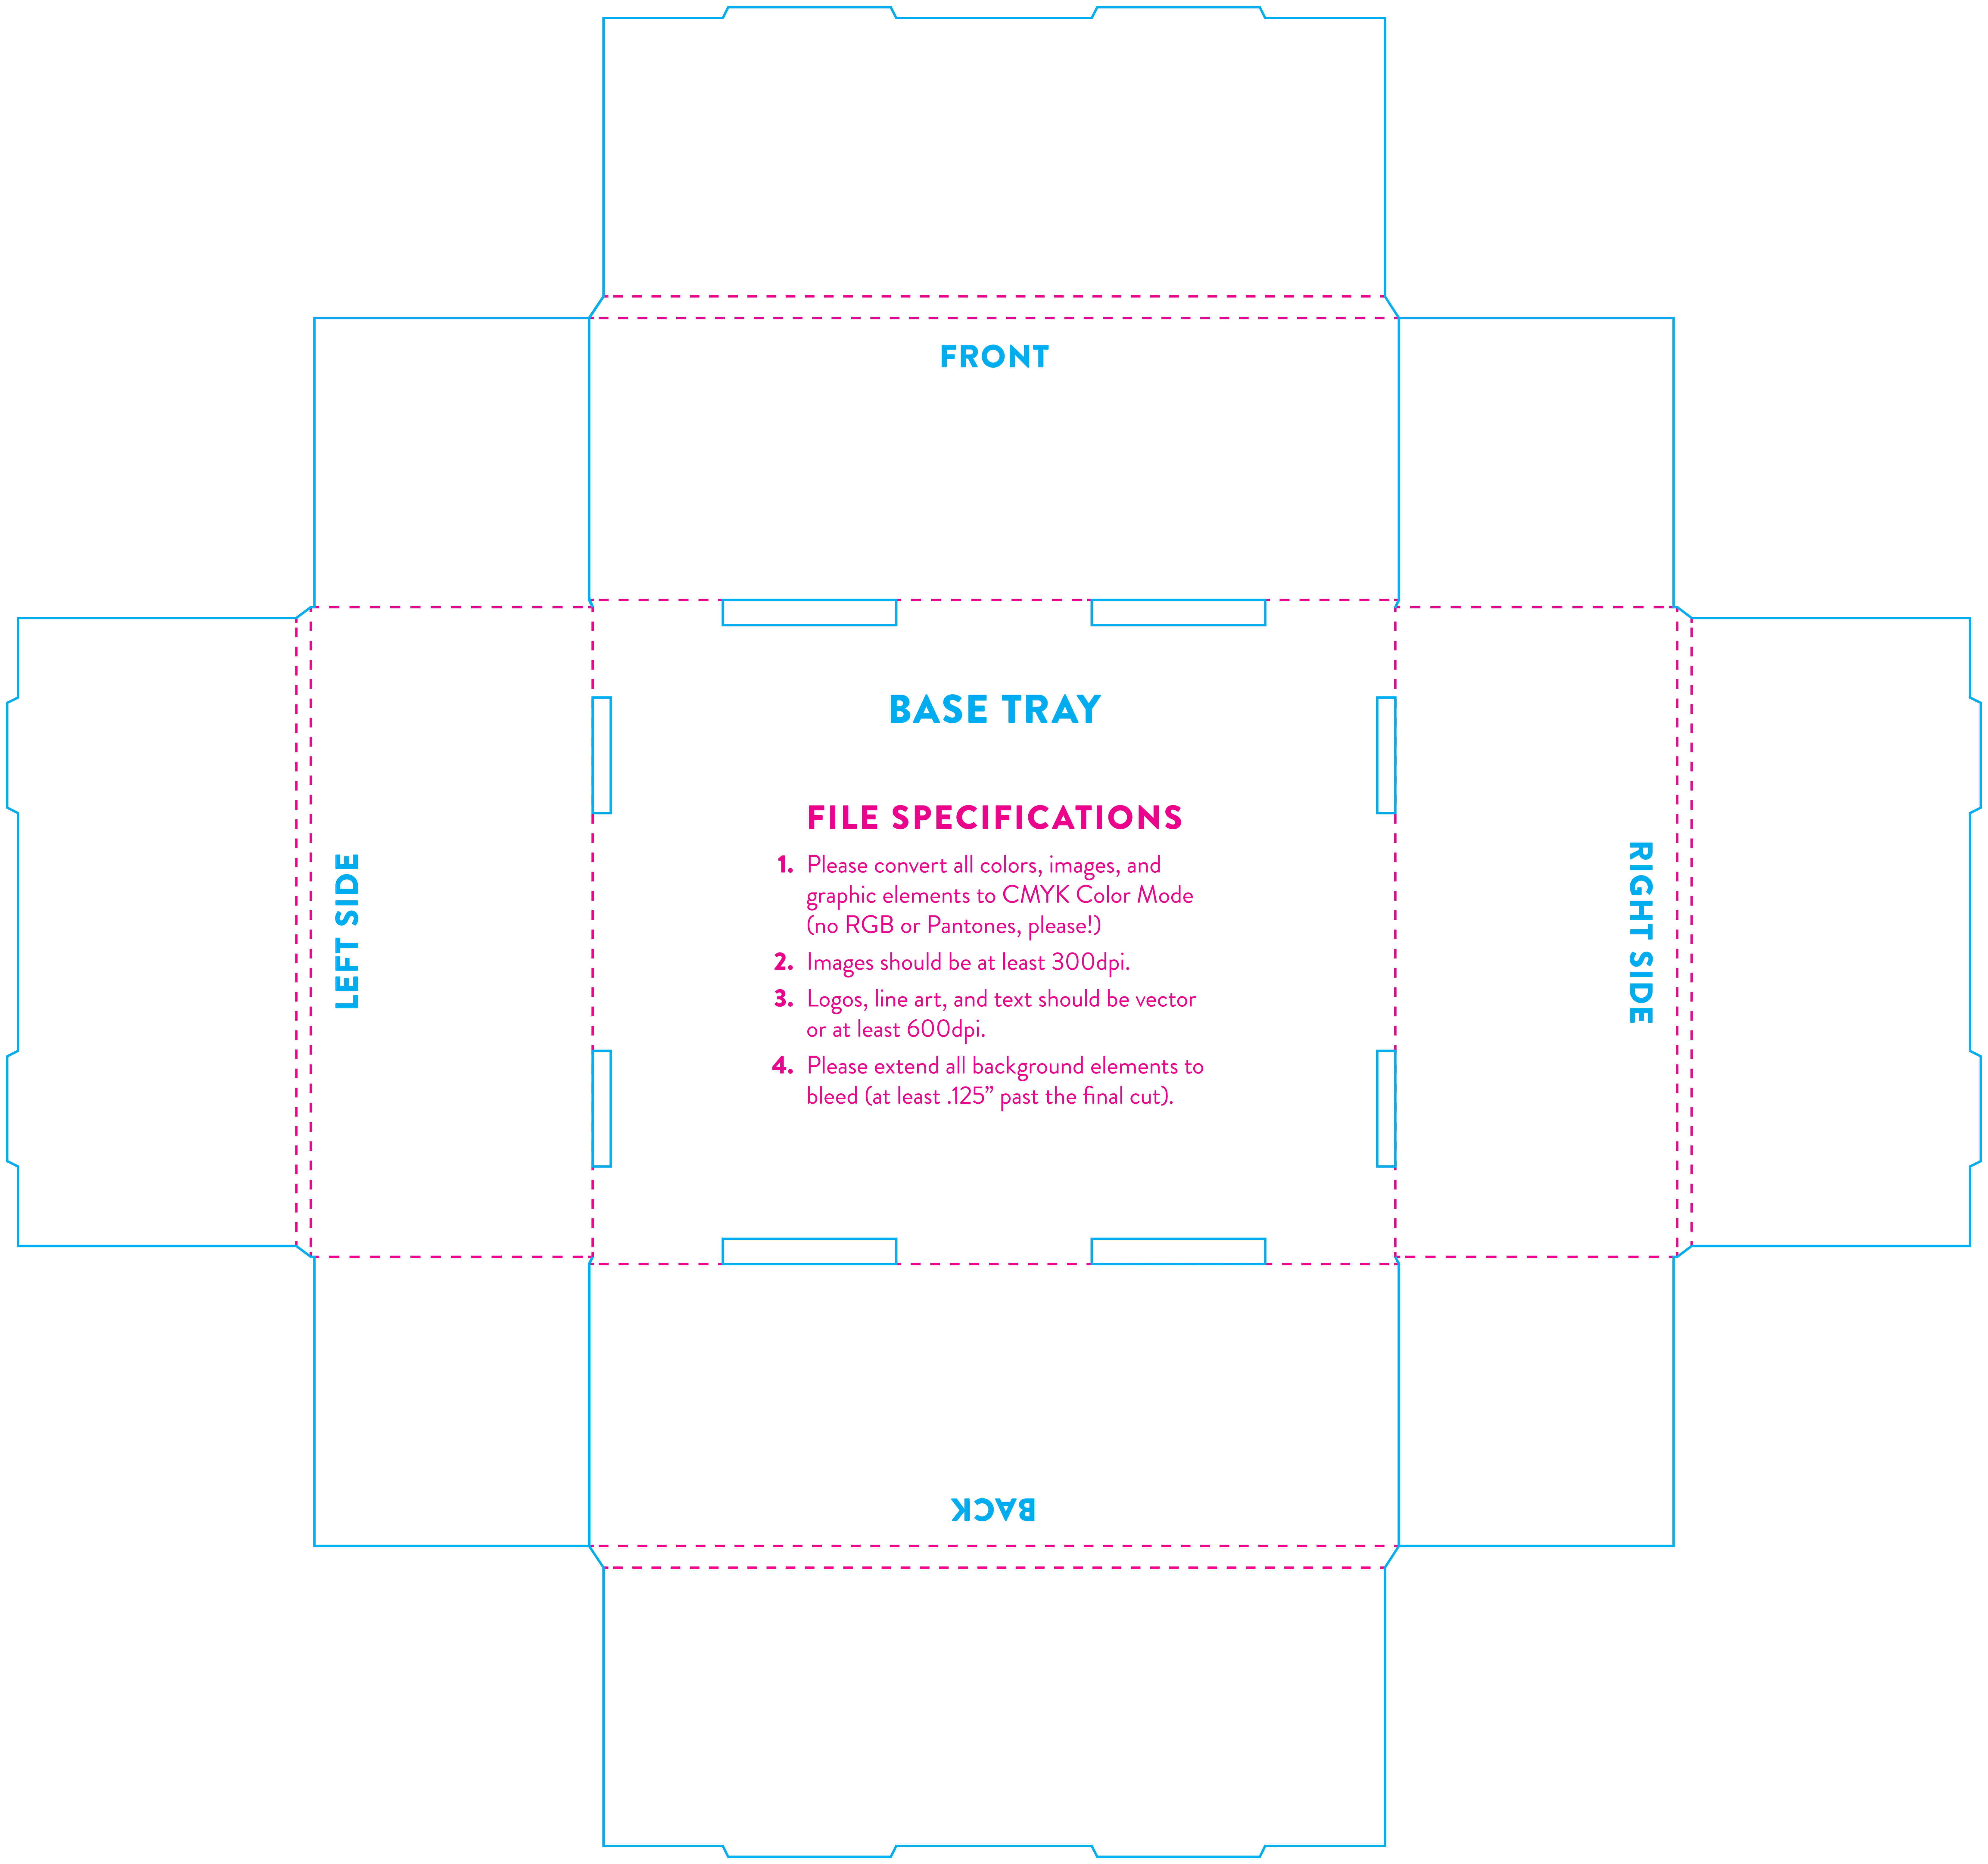 FRONT
BASE TRAY
FILE SPECIFICATIONS
1. Please convert all colors, images, and
graphic elements to CMYK Color Mode
(no RGB or Pantones, please!)
2. Images should be at least 300dpi.
3. Logos, line art, and text should be vector
or at least 600dpi.
4. Please extend all background elements to
bleed (at least .125” past the final cut).
LEFT SIDE
RIGHT SIDE
BACK